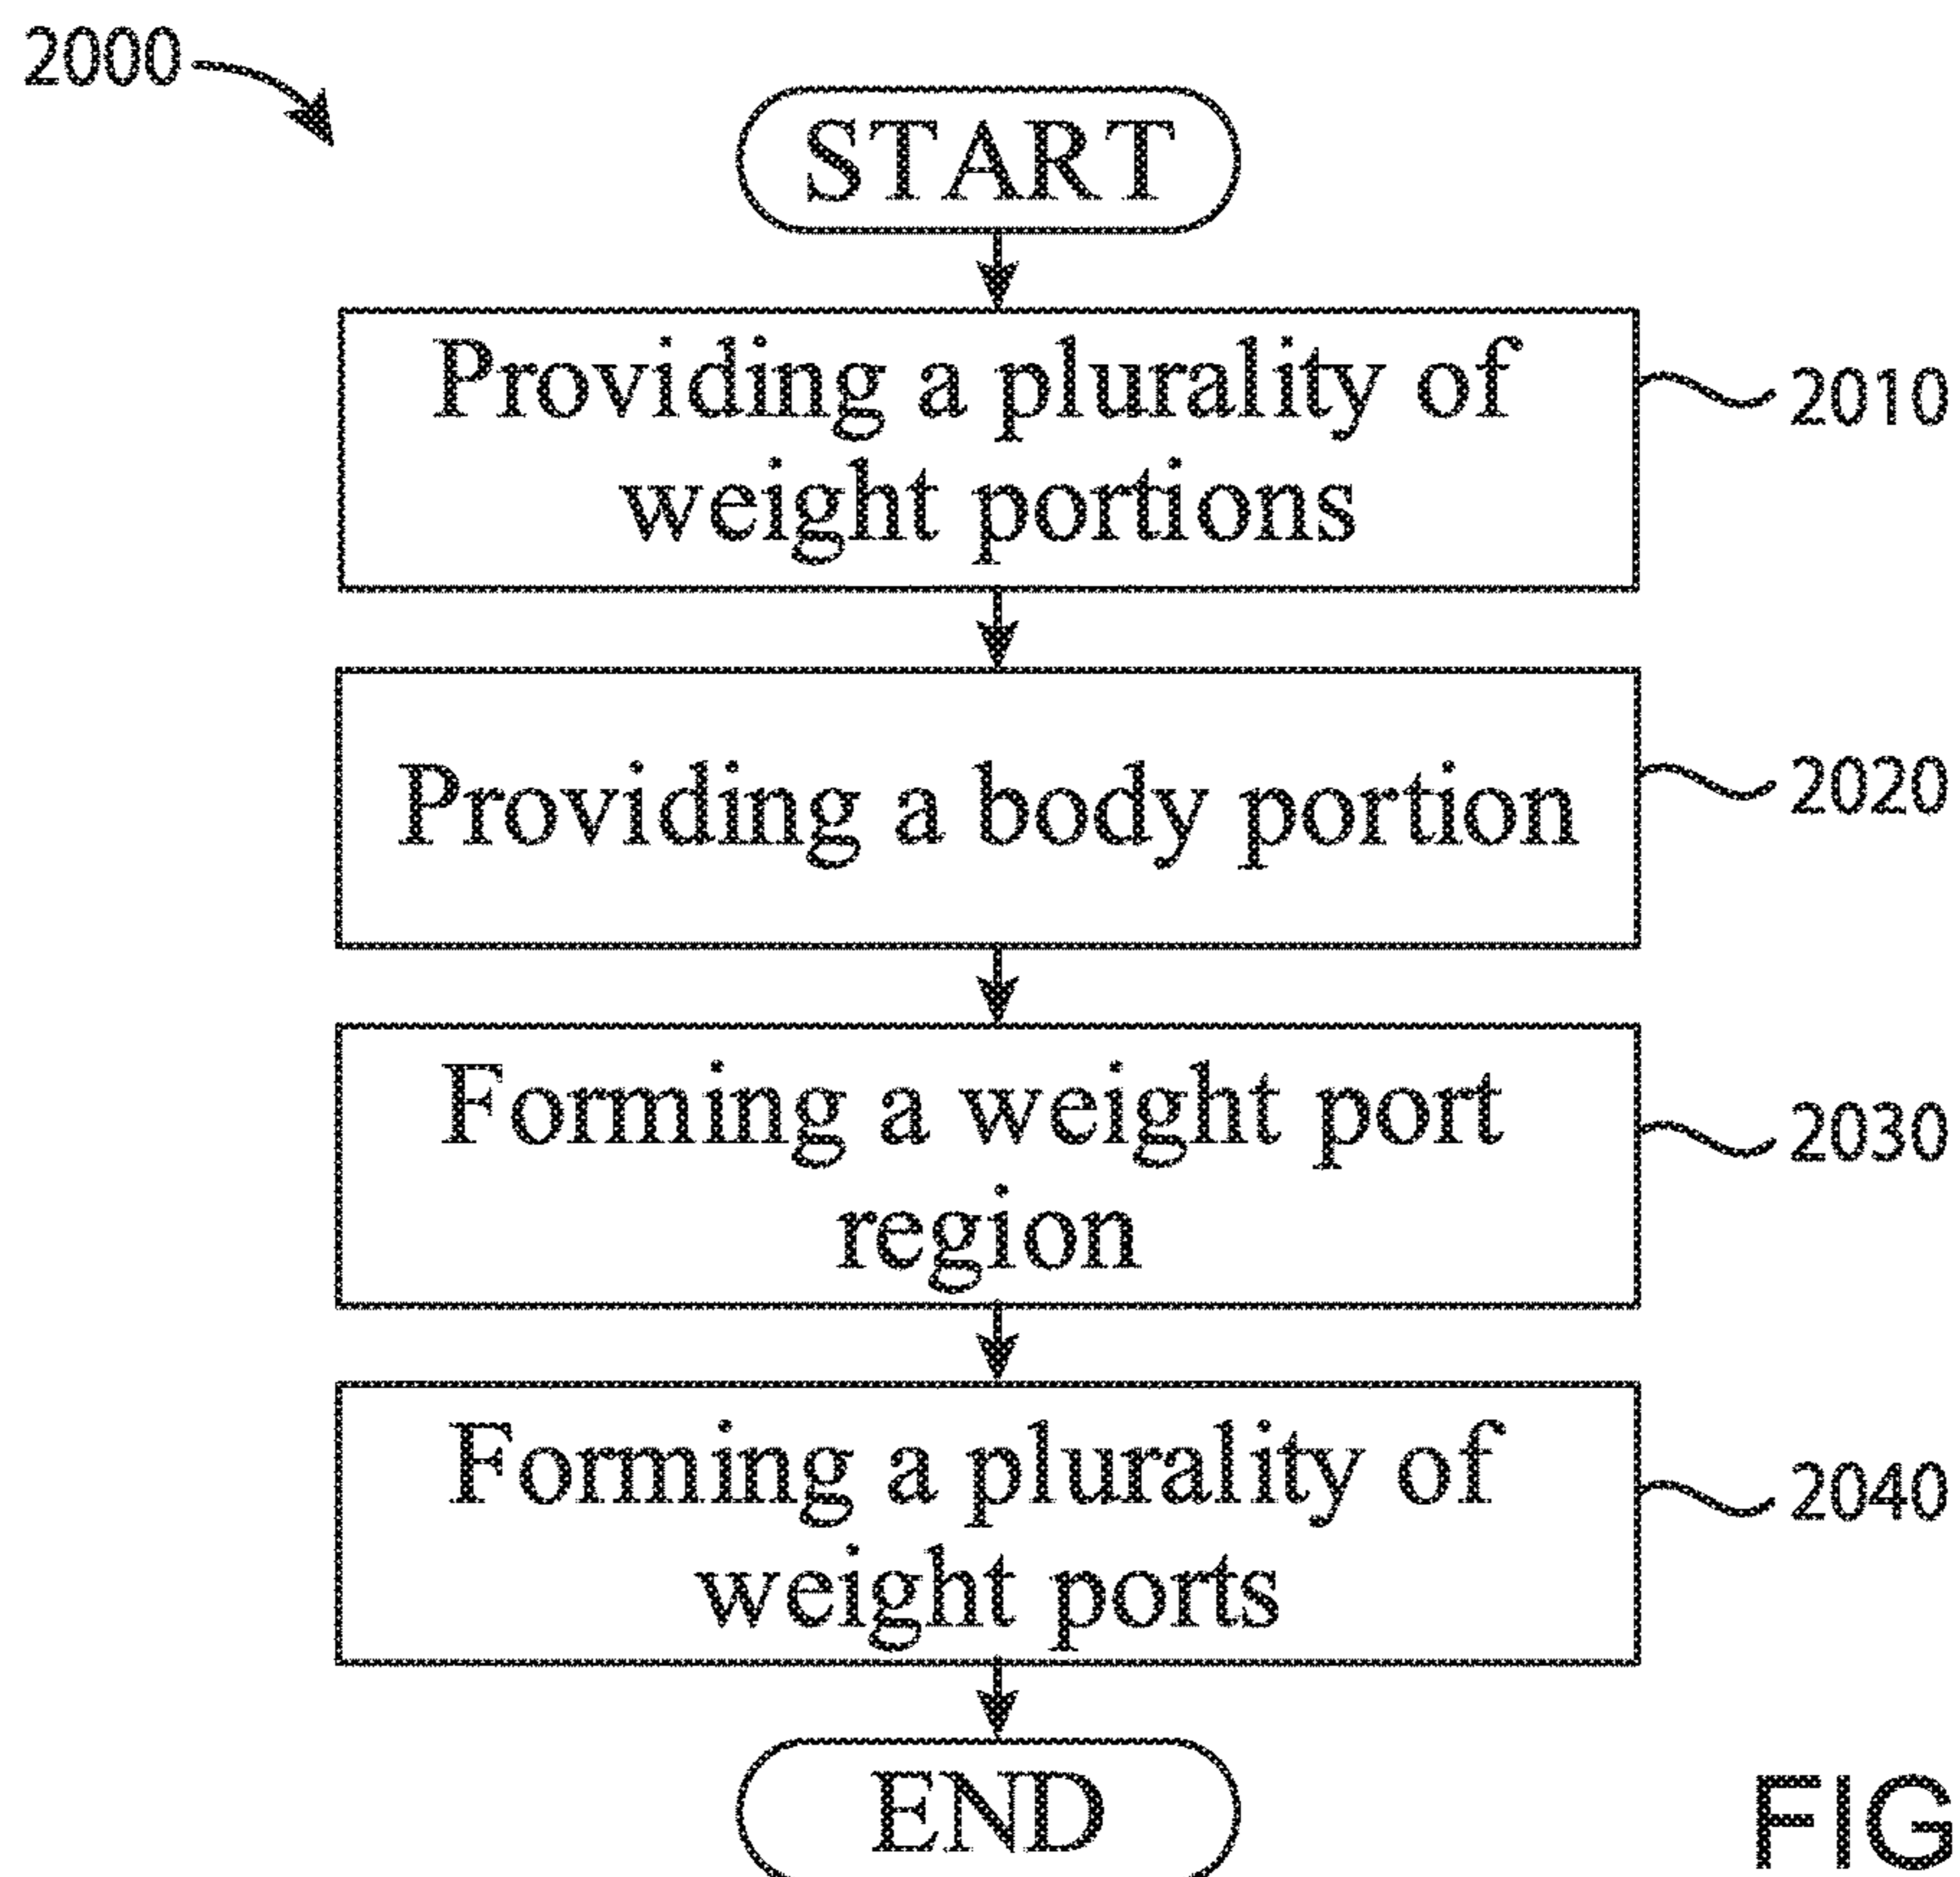 2000
START
Providing a plurality of
weight portions
2010
Providing a body portion
2020
Forming a weight port
region
2030
Forming a plurality of
weight ports
2040
END
FIG